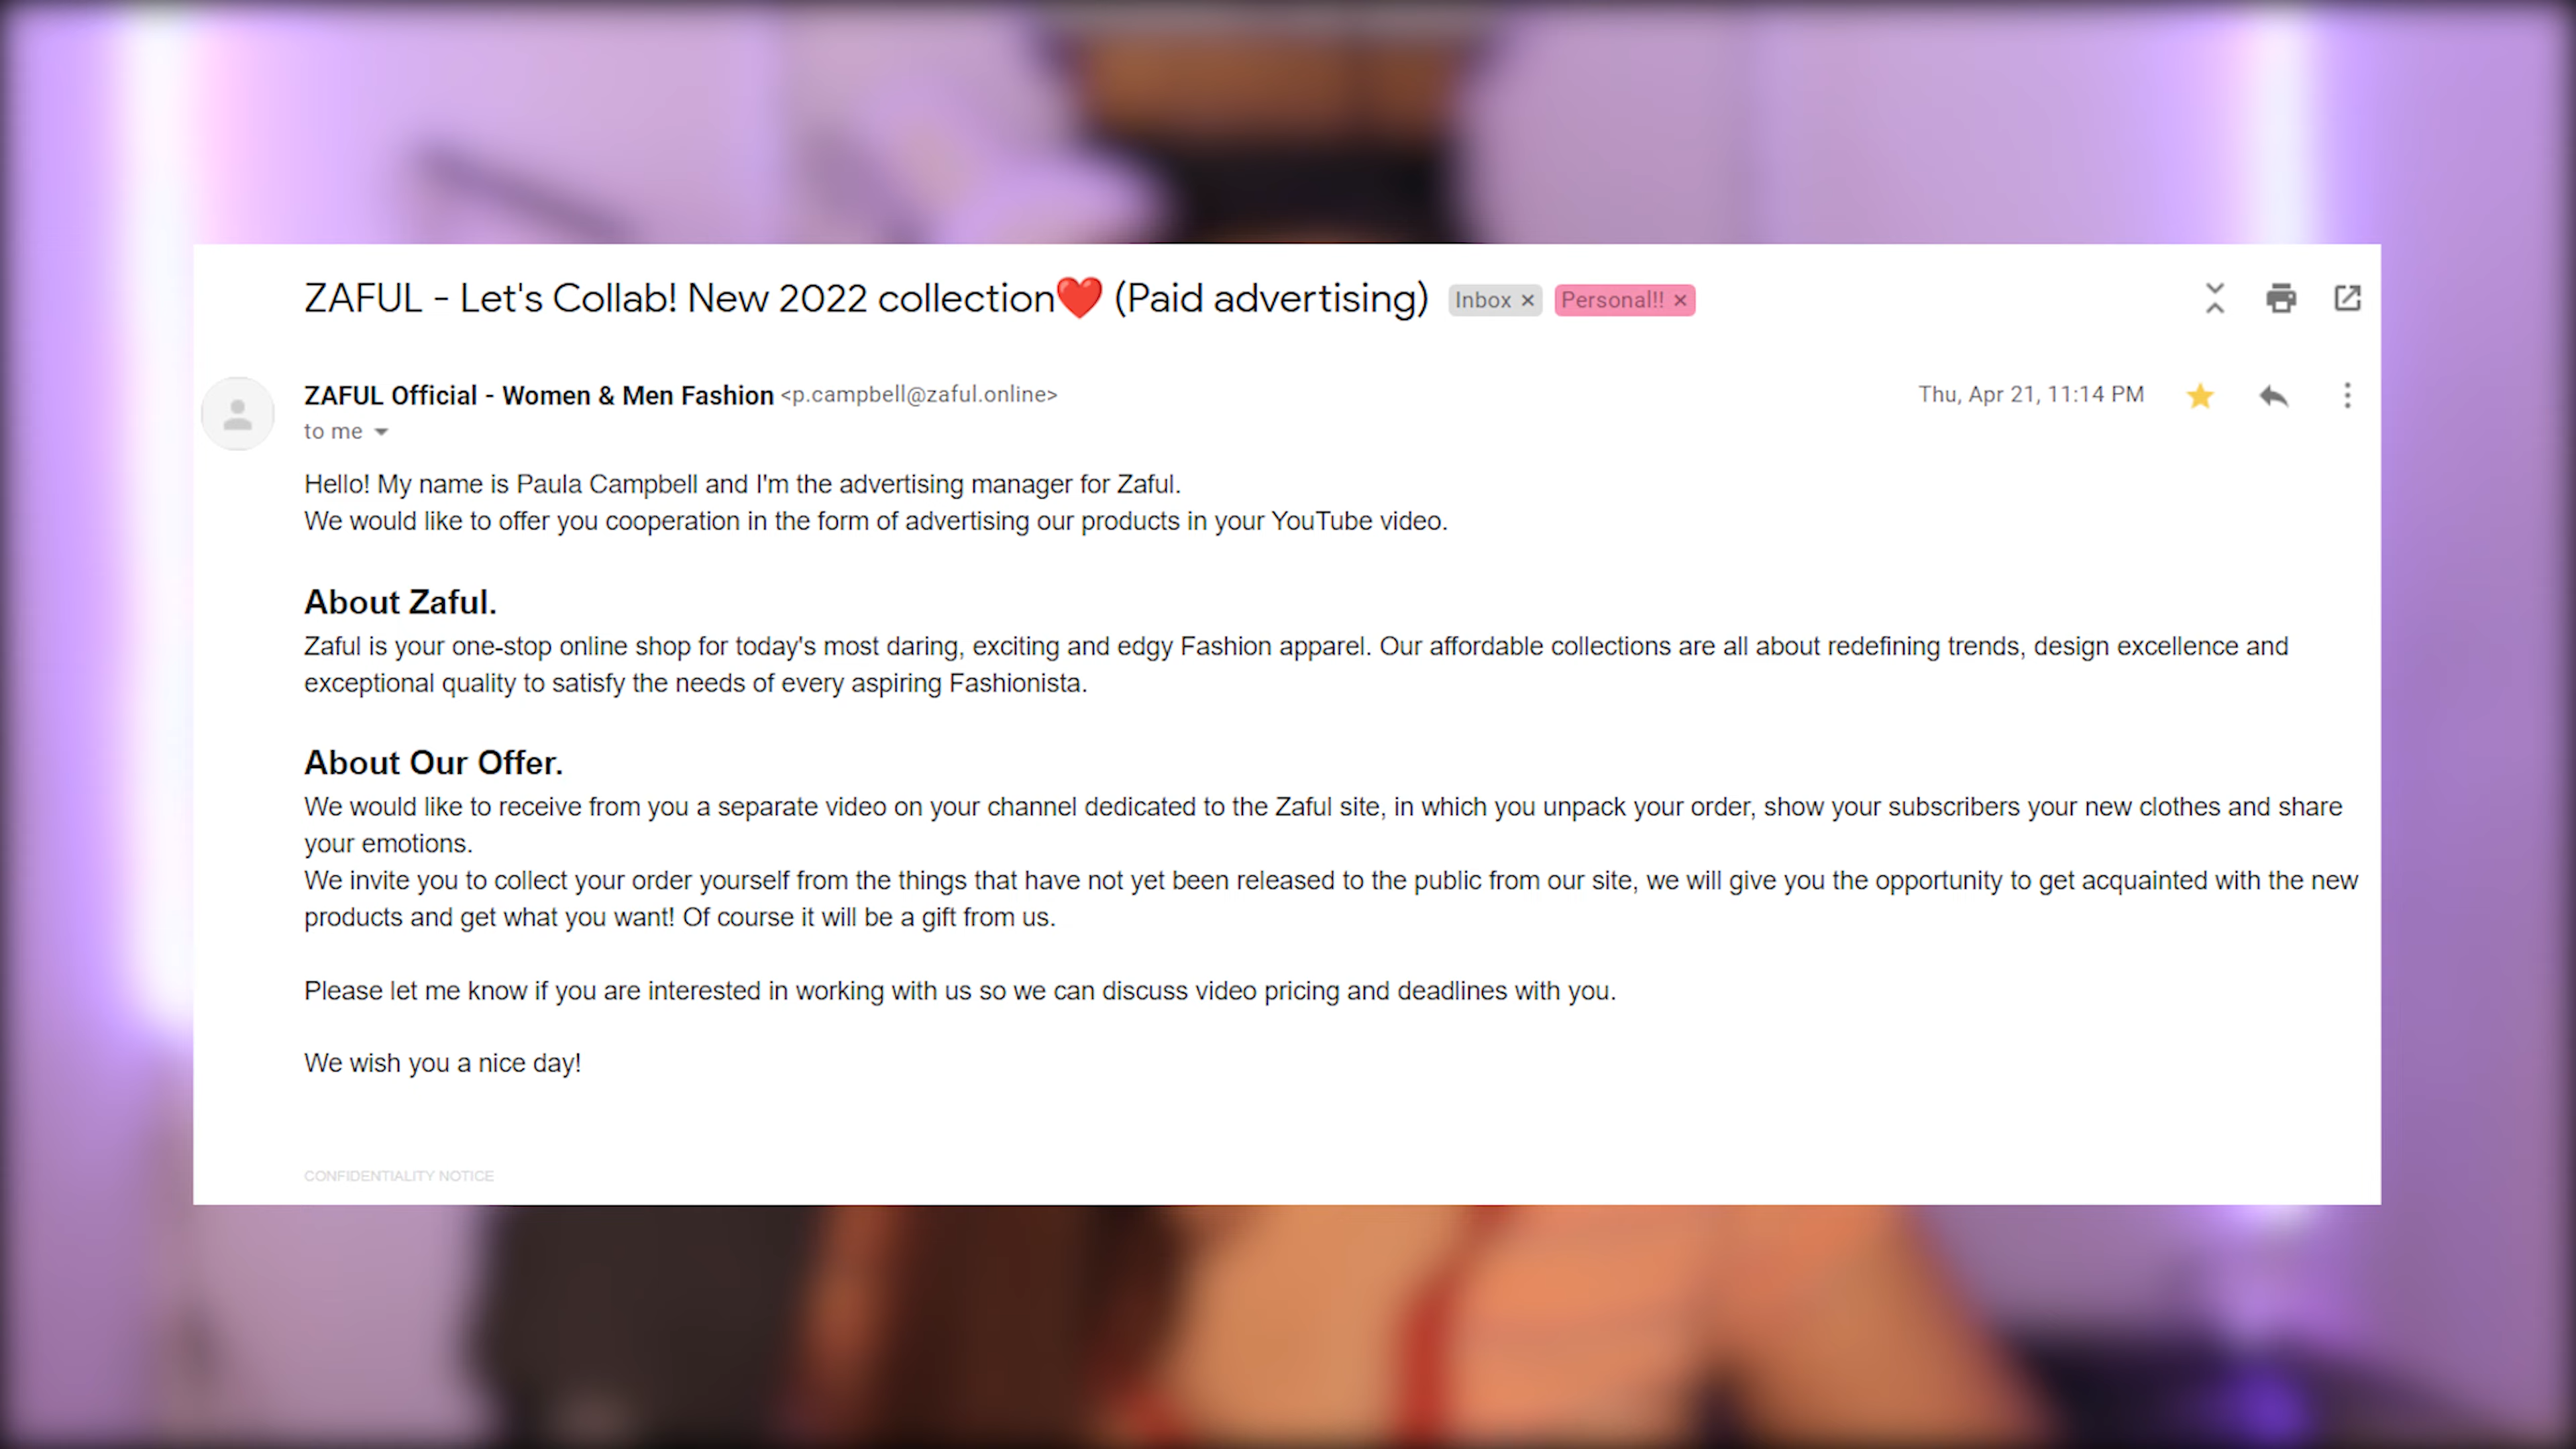 ZAFUL - Let's Collab! New 2022 collection❤️ (Paid advertising) Inbox × Personal!! ×
ZAFUL Official - Women & Men Fashion <p.campbell@zaful.online> Thu, Apr 21, 11:14 PM
to me
Hello! My name is Paula Campbell and I'm the advertising manager for Zaful.
We would like to offer you cooperation in the form of advertising our products in your YouTube video.
About Zaful.
Zaful is your one-stop online shop for today's most daring, exciting and edgy Fashion apparel. Our affordable collections are all about redefining trends, design excellence and
exceptional quality to satisfy the needs of every aspiring Fashionista.
About Our Offer.
We would like to receive from you a separate video on your channel dedicated to the Zaful site, in which you unpack your order, show your subscribers your new clothes and share
your emotions.
We invite you to collect your order yourself from the things that have not yet been released to the public from our site, we will give you the opportunity to get acquainted with the new
products and get what you want! Of course it will be a gift from us.
Please let me know if you are interested in working with us so we can discuss video pricing and deadlines with you.
We wish you a nice day!
CONFIDENTIALITY NOTICE